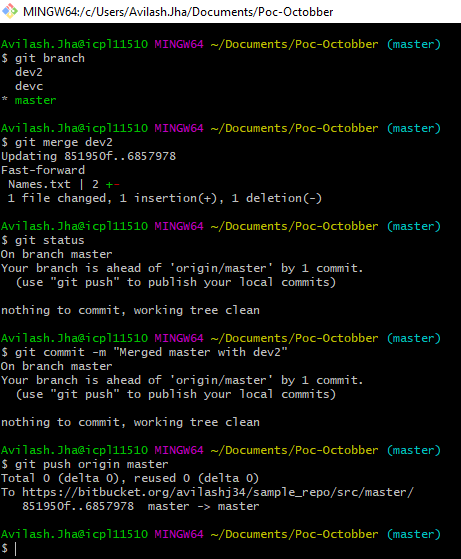 MINGW64:/c/Users/Avilash.Jha/Documents/Poc-Octobber
Avilash.Jha@icpl11510 MINGW64 ~/Documents/Poc-Octobber (master)
$ git branch
  dev2
  devc
* master
Avilash.Jha@icpl11510 MINGW64 ~/Documents/Poc-Octobber (master)
$ git merge dev2
Updating 851950f..6857978
Fast-forward
 Names.txt | 2 +-
 1 file changed, 1 insertion(+), 1 deletion(-)
Avilash.Jha@icpl11510 MINGW64 ~/Documents/Poc-Octobber (master)
$ git status
On branch master
Your branch is ahead of 'origin/master' by 1 commit.
  (use "git push" to publish your local commits)
nothing to commit, working tree clean
Avilash.Jha@icpl11510 MINGW64 ~/Documents/Poc-Octobber (master)
$ git commit -m "Merged master with dev2"
On branch master
Your branch is ahead of 'origin/master' by 1 commit.
  (use "git push" to publish your local commits)
nothing to commit, working tree clean
Avilash.Jha@icpl11510 MINGW64 ~/Documents/Poc-Octobber (master)
$ git push origin master
Total 0 (delta 0), reused 0 (delta 0)
To https://bitbucket.org/avilashj34/sample_repo/src/master/
   851950f..6857978  master -> master
Avilash.Jha@icpl11510 MINGW64 ~/Documents/Poc-Octobber (master)
$